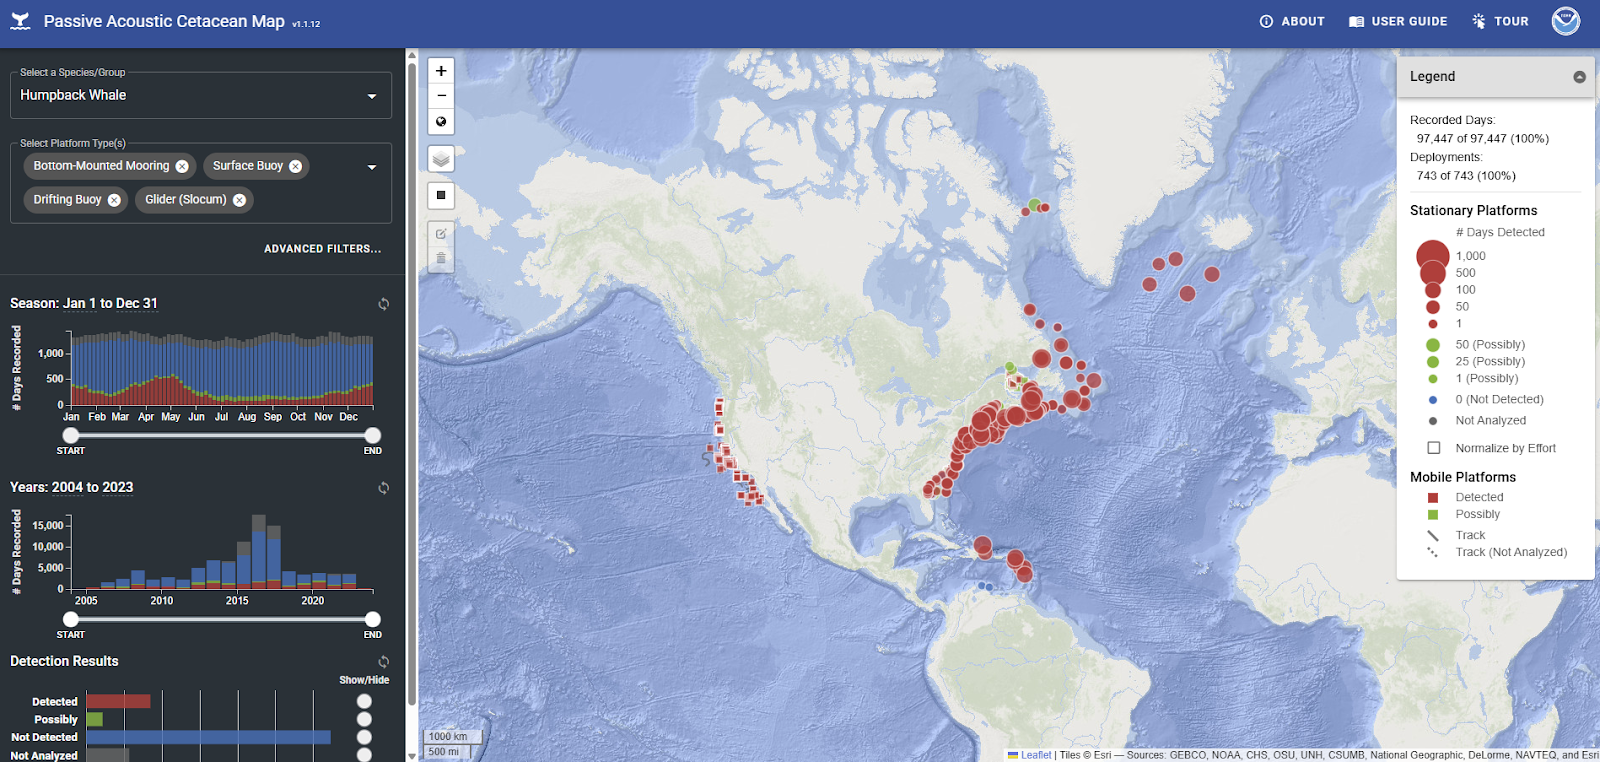 Passive Acoustic Cetacean Map v1.1.12
ABOUT
USER GUIDE
TOUR
Select a Species/Group
Humpback Whale
Select Platform Type(s)
Bottom-Mounted Mooring
Surface Buoy
Drifting Buoy
Glider (Slocum)
ADVANCED FILTERS...
Season: Jan 1 to Dec 31
# Days Recorded
1,000
500
0
Jan Feb Mar Apr May Jun Jul Aug Sep Oct Nov Dec
START END
Years: 2004 to 2023
# Days Recorded
15,000
10,000
5,000
0
2005 2010 2015 2020
START END
Detection Results
Show/Hide
Detected
Possibly
Not Detected
Not Analyzed
+
−
1000 km
500 mi
Legend
Recorded Days:
97,447 of 97,447 (100%)
Deployments:
743 of 743 (100%)
Stationary Platforms
# Days Detected
1,000
500
100
50
1
50 (Possibly)
25 (Possibly)
1 (Possibly)
0 (Not Detected)
Not Analyzed
Normalize by Effort
Mobile Platforms
Detected
Possibly
Track
Track (Not Analyzed)
Leaflet | Tiles © Esri — Sources: GEBCO, NOAA, CHS, OSU, UNH, CSUMB, National Geographic, DeLorme, NAVTEQ, and Esri